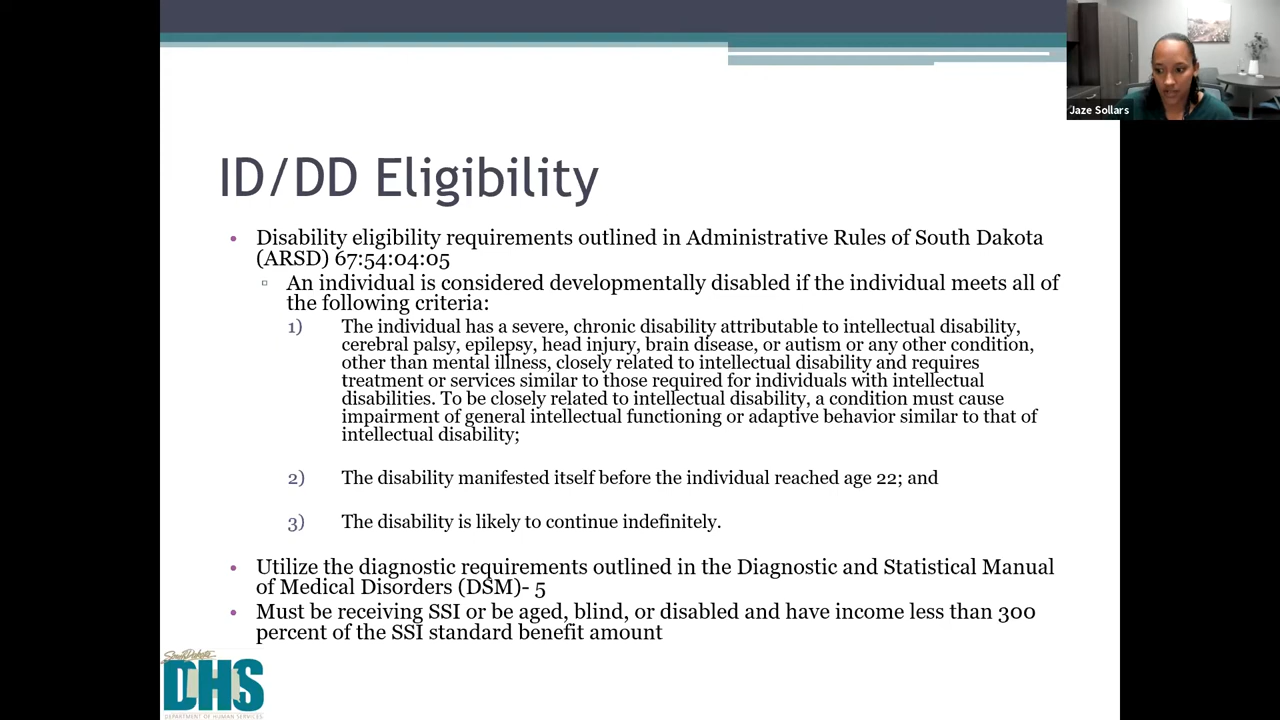 Jaze Sollars
ID/DD Eligibility
• Disability eligibility requirements outlined in Administrative Rules of South Dakota
(ARSD) 67:54:04:05
▫ An individual is considered developmentally disabled if the individual meets all of
the following criteria:
1) The individual has a severe, chronic disability attributable to intellectual disability,
cerebral palsy, epilepsy, head injury, brain disease, or autism or any other condition,
other than mental illness, closely related to intellectual disability and requires
treatment or services similar to those required for individuals with intellectual
disabilities. To be closely related to intellectual disability, a condition must cause
impairment of general intellectual functioning or adaptive behavior similar to that of
intellectual disability;
2) The disability manifested itself before the individual reached age 22; and
3) The disability is likely to continue indefinitely.
• Utilize the diagnostic requirements outlined in the Diagnostic and Statistical Manual
of Medical Disorders (DSM)- 5
• Must be receiving SSI or be aged, blind, or disabled and have income less than 300
percent of the SSI standard benefit amount
South Dakota
DHS
DEPARTMENT OF HUMAN SERVICES